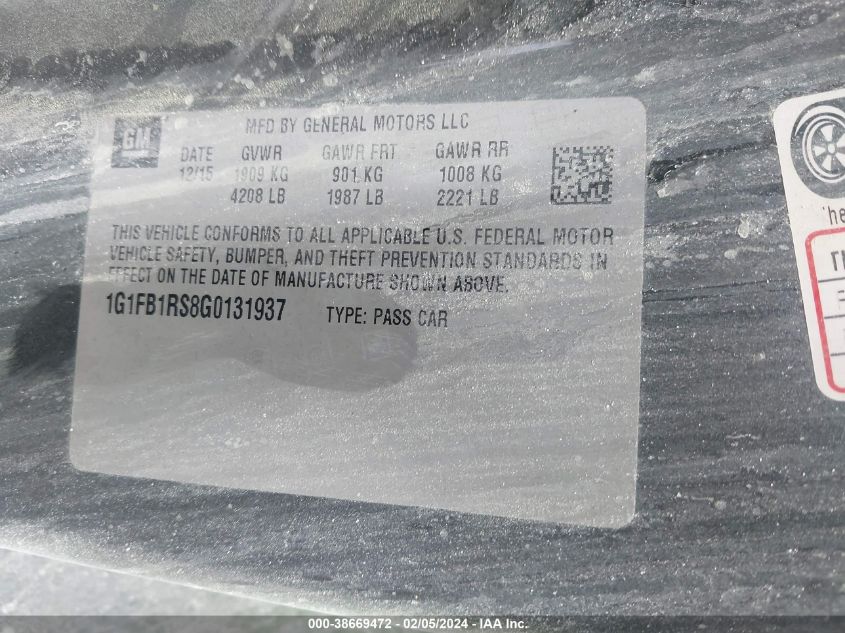 GM
MFD BY GENERAL MOTORS LLC
DATE GVWR GAWR FRT GAWR RR
12/15 1909 KG 901 KG 1008 KG
4208 LB 1987 LB 2221 LB
THIS VEHICLE CONFORMS TO ALL APPLICABLE U.S. FEDERAL MOTOR
VEHICLE SAFETY, BUMPER, AND THEFT PREVENTION STANDARDS IN
EFFECT ON THE DATE OF MANUFACTURE SHOWN ABOVE.
1G1FB1RS8G0131937 TYPE: PASS CAR
000-38669472 - 02/05/2024 - IAA Inc.